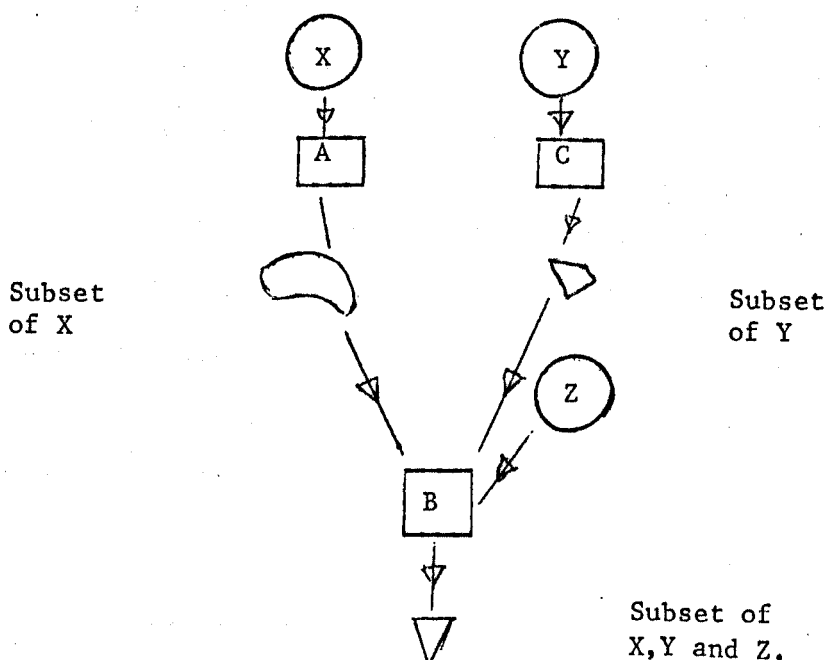 X
Y
A
C
Subset
of X
Subset
of Y
Z
B
Subset of
X,Y and Z.